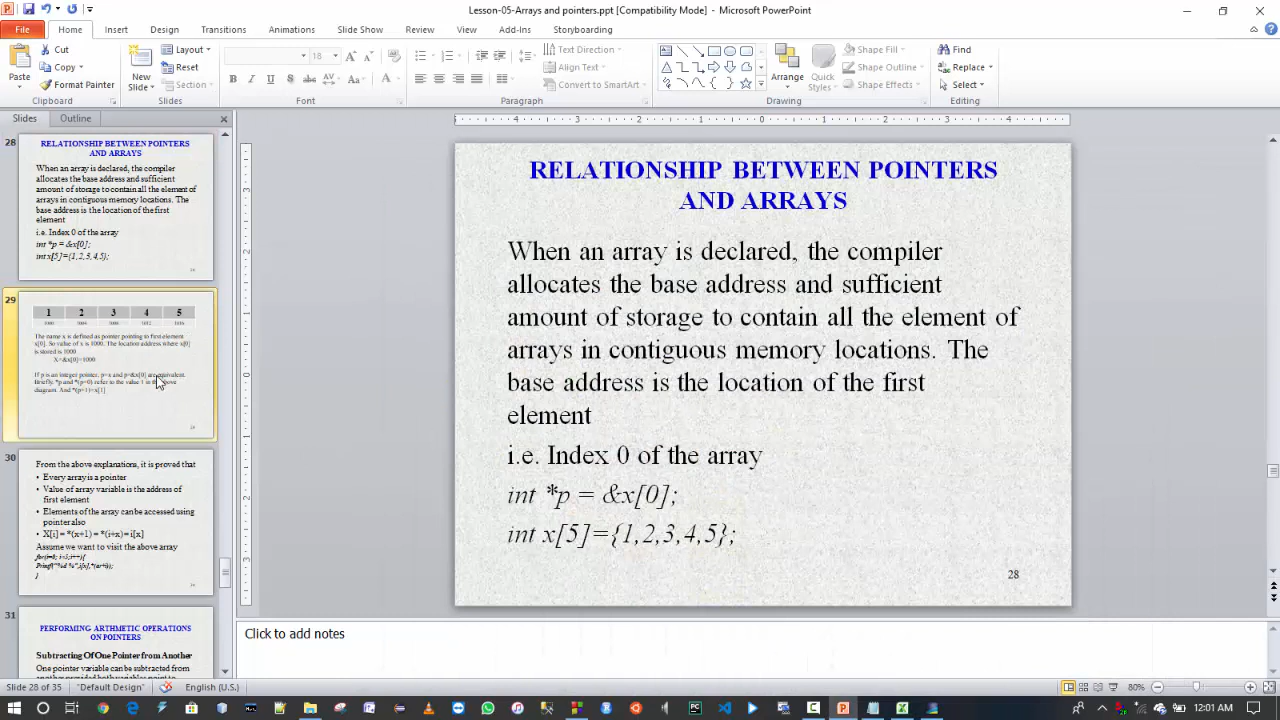 Lesson-05-Arrays and pointers.ppt [Compatibility Mode] - Microsoft PowerPoint
File Home Insert Design Transitions Animations Slide Show Review View Add-Ins Storyboarding
Paste
Cut
Copy
Format Painter
Clipboard
New Slide
Layout
Reset
Section
Slides
18
Font
Text Direction
Align Text
Convert to SmartArt
Paragraph
Arrange
Quick Styles
Shape Fill
Shape Outline
Shape Effects
Drawing
Find
Replace
Select
Editing
Slides Outline
28
RELATIONSHIP BETWEEN POINTERS
AND ARRAYS
When an array is declared, the compiler
allocates the base address and sufficient
amount of storage to contain all the element of
arrays in contiguous memory locations. The
base address is the location of the first
element
i.e. Index 0 of the array
int *p = &x[0];
int x[5]={1,2,3,4,5};
29
1 2 3 4 5
The name x is defined as pointer pointing to first element
x[0]. So value of x is 1000. The location address where x[0]
is stored is 1000
X=&x[0]=1000
If p is an integer pointer, p=x and p=&x[0] are equivalent.
Briefly, *p and *(p+0) refer to the value 1 in the above
diagram. And *(p+1)=x[1]
30
From the above explanations, it is proved that
• Every array is a pointer
• Value of array variable is the address of
first element
• Elements of the array can be accessed using
pointer also
• X[i] = *(x+i) = *(i+x) = i[x]
Assume we want to visit the above array
}
31
PERFORMING ARTHMETIC OPERATIONS
ON POINTERS
Subtracting Of One Pointer from Another
One pointer variable can be subtracted from
RELATIONSHIP BETWEEN POINTERS
AND ARRAYS
When an array is declared, the compiler
allocates the base address and sufficient
amount of storage to contain all the element of
arrays in contiguous memory locations. The
base address is the location of the first
element
i.e. Index 0 of the array
int *p = &x[0];
int x[5]={1,2,3,4,5};
28
Click to add notes
Slide 28 of 35 "Default Design" English (U.S.) 80%
12:01 AM